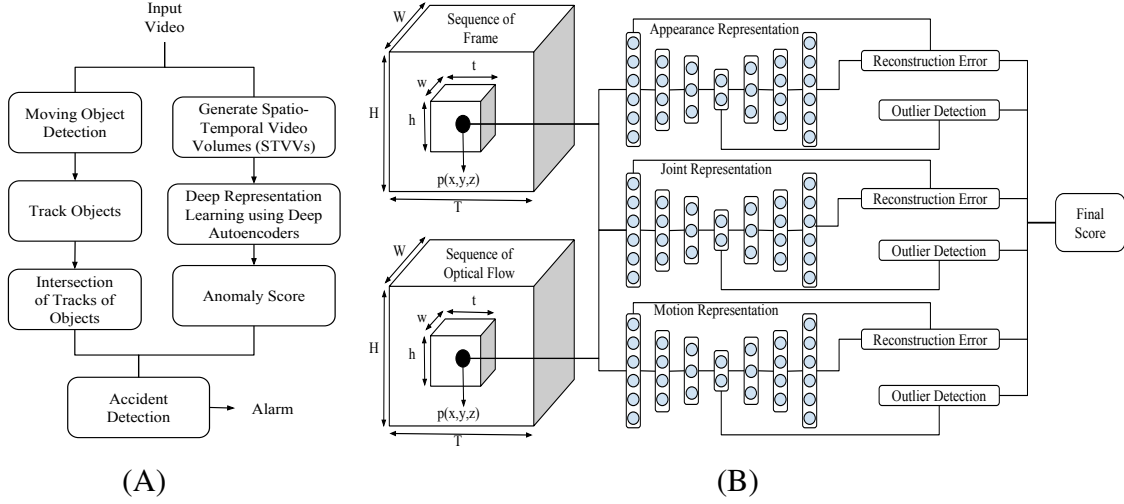 Input
Video
Moving Object
Detection
Generate Spatio-
Temporal Video
Volumes (STVVs)
Track Objects
Deep Representation
Learning using Deep
Autoencoders
Intersection
of Tracks of
Objects
Anomaly Score
Accident
Detection
Alarm
(A)
W
Sequence of
Frame
t
w
H
h
p(x,y,z)
T
W
Sequence of
Optical Flow
t
w
H
h
p(x,y,z)
T
Appearance Representation
Reconstruction Error
Outlier Detection
Joint Representation
Reconstruction Error
Outlier Detection
Motion Representation
Reconstruction Error
Outlier Detection
Final
Score
(B)